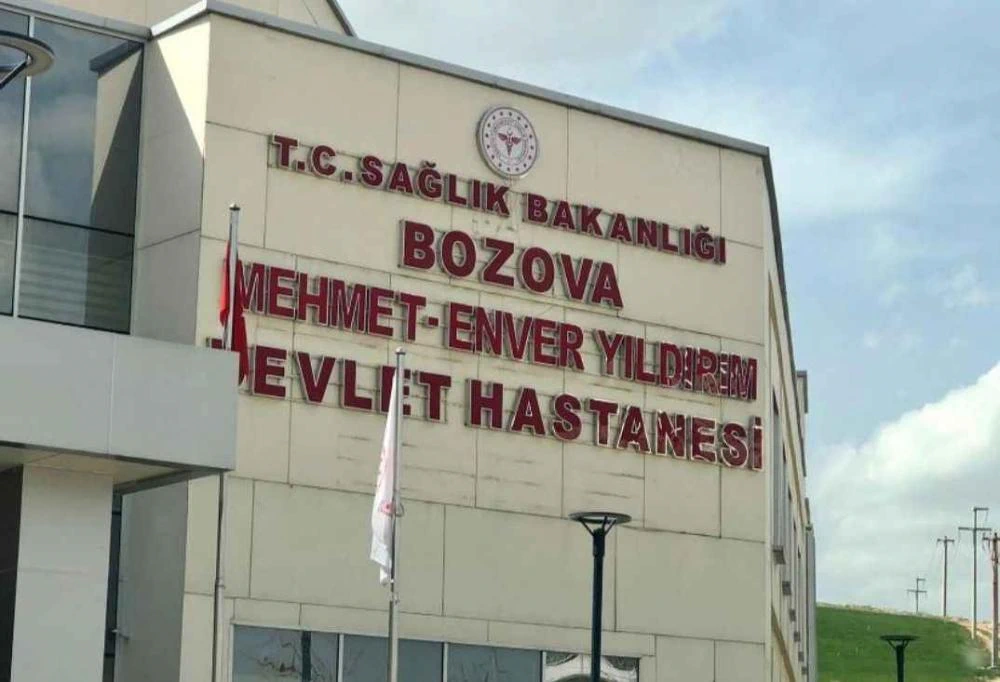 T.C. SAĞLIK BAKANLIĞI
BOZOVA
MEHMET- ENVER YILDIRIM
DEVLET HASTANESİ